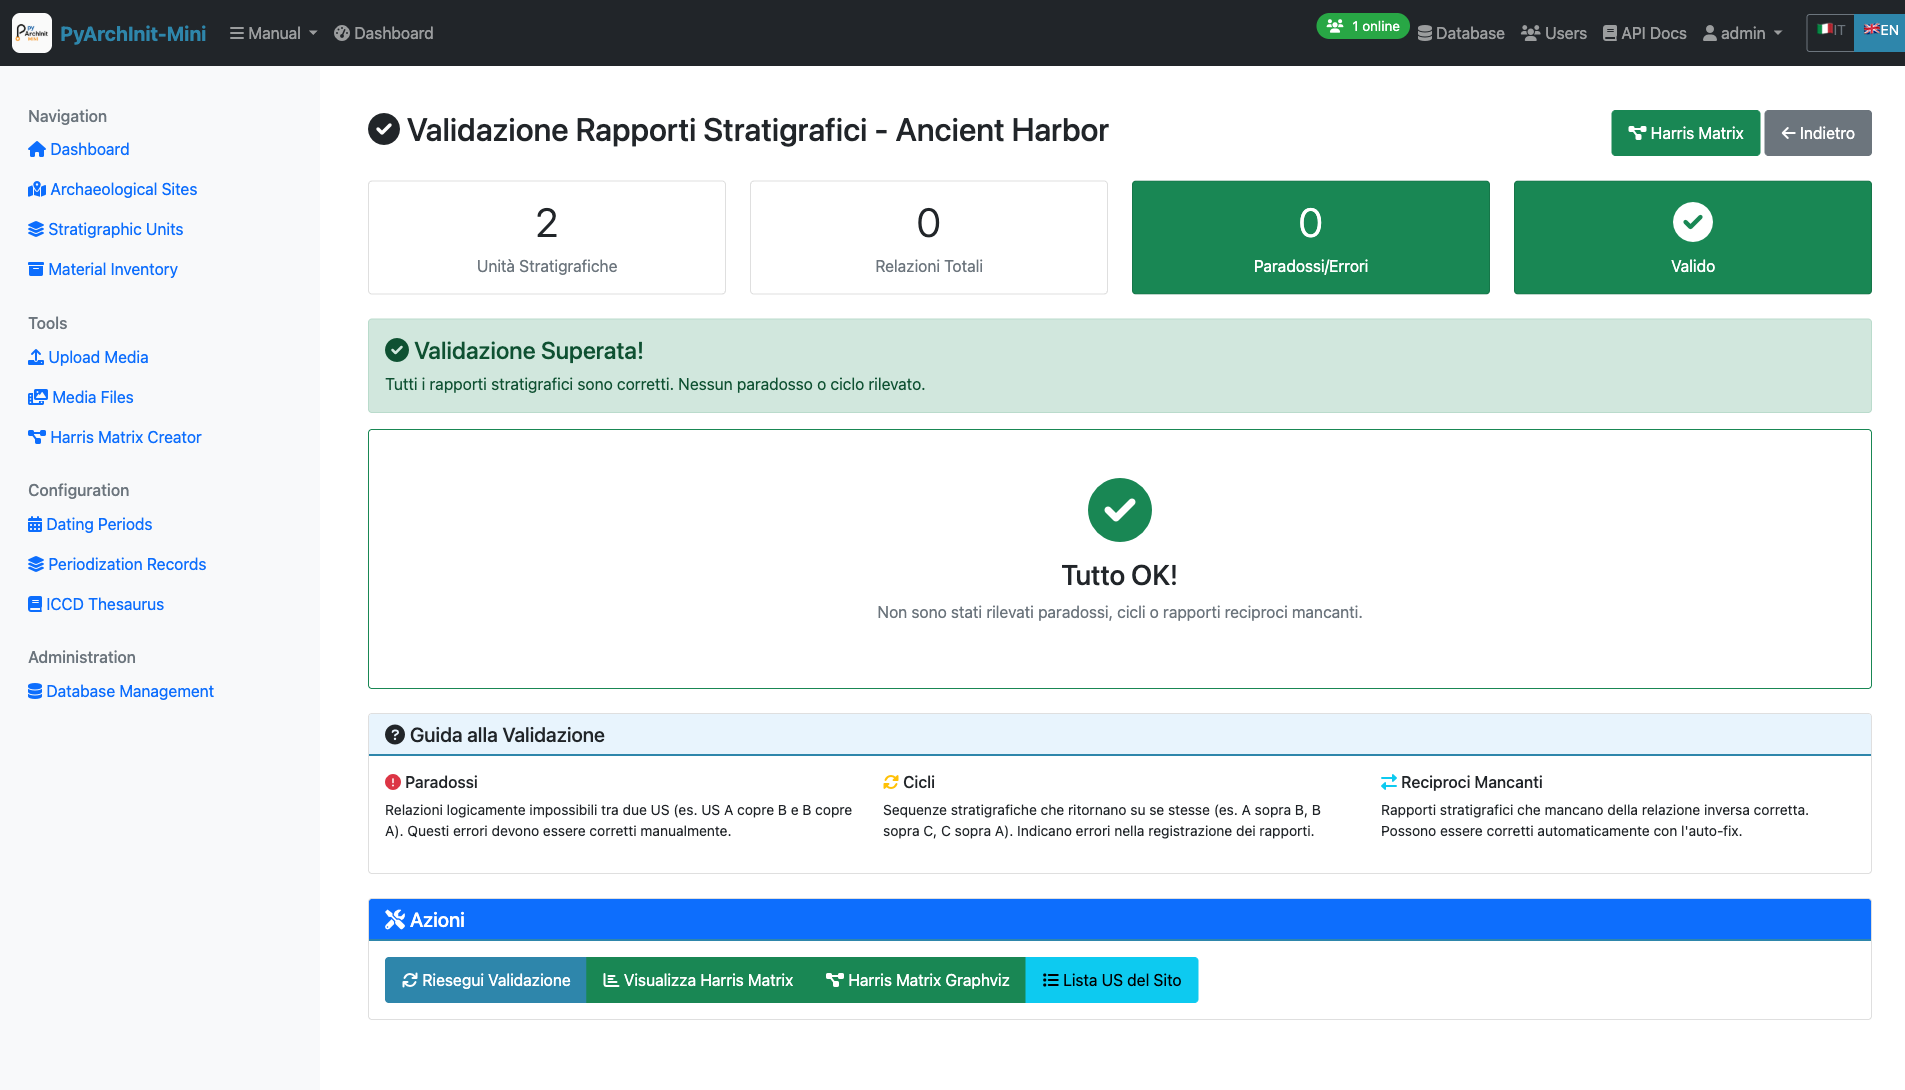 PyArchInit-Mini
Manual
Dashboard
1 online
Database
Users
API Docs
admin
IT
EN
Navigation
Dashboard
Archaeological Sites
Stratigraphic Units
Material Inventory
Tools
Upload Media
Media Files
Harris Matrix Creator
Configuration
Dating Periods
Periodization Records
ICCD Thesaurus
Administration
Database Management
Validazione Rapporti Stratigrafici - Ancient Harbor
Harris Matrix
Indietro
2
Unità Stratigrafiche
0
Relazioni Totali
0
Paradossi/Errori
Valido
Validazione Superata!
Tutti i rapporti stratigrafici sono corretti. Nessun paradosso o ciclo rilevato.
Tutto OK!
Non sono stati rilevati paradossi, cicli o rapporti reciproci mancanti.
Guida alla Validazione
Paradossi
Relazioni logicamente impossibili tra due US (es. US A copre B e B copre
A). Questi errori devono essere corretti manualmente.
Cicli
Sequenze stratigrafiche che ritornano su se stesse (es. A sopra B, B
sopra C, C sopra A). Indicano errori nella registrazione dei rapporti.
Reciproci Mancanti
Rapporti stratigrafici che mancano della relazione inversa corretta.
Possono essere corretti automaticamente con l'auto-fix.
Azioni
Riesegui Validazione
Visualizza Harris Matrix
Harris Matrix Graphviz
Lista US del Sito